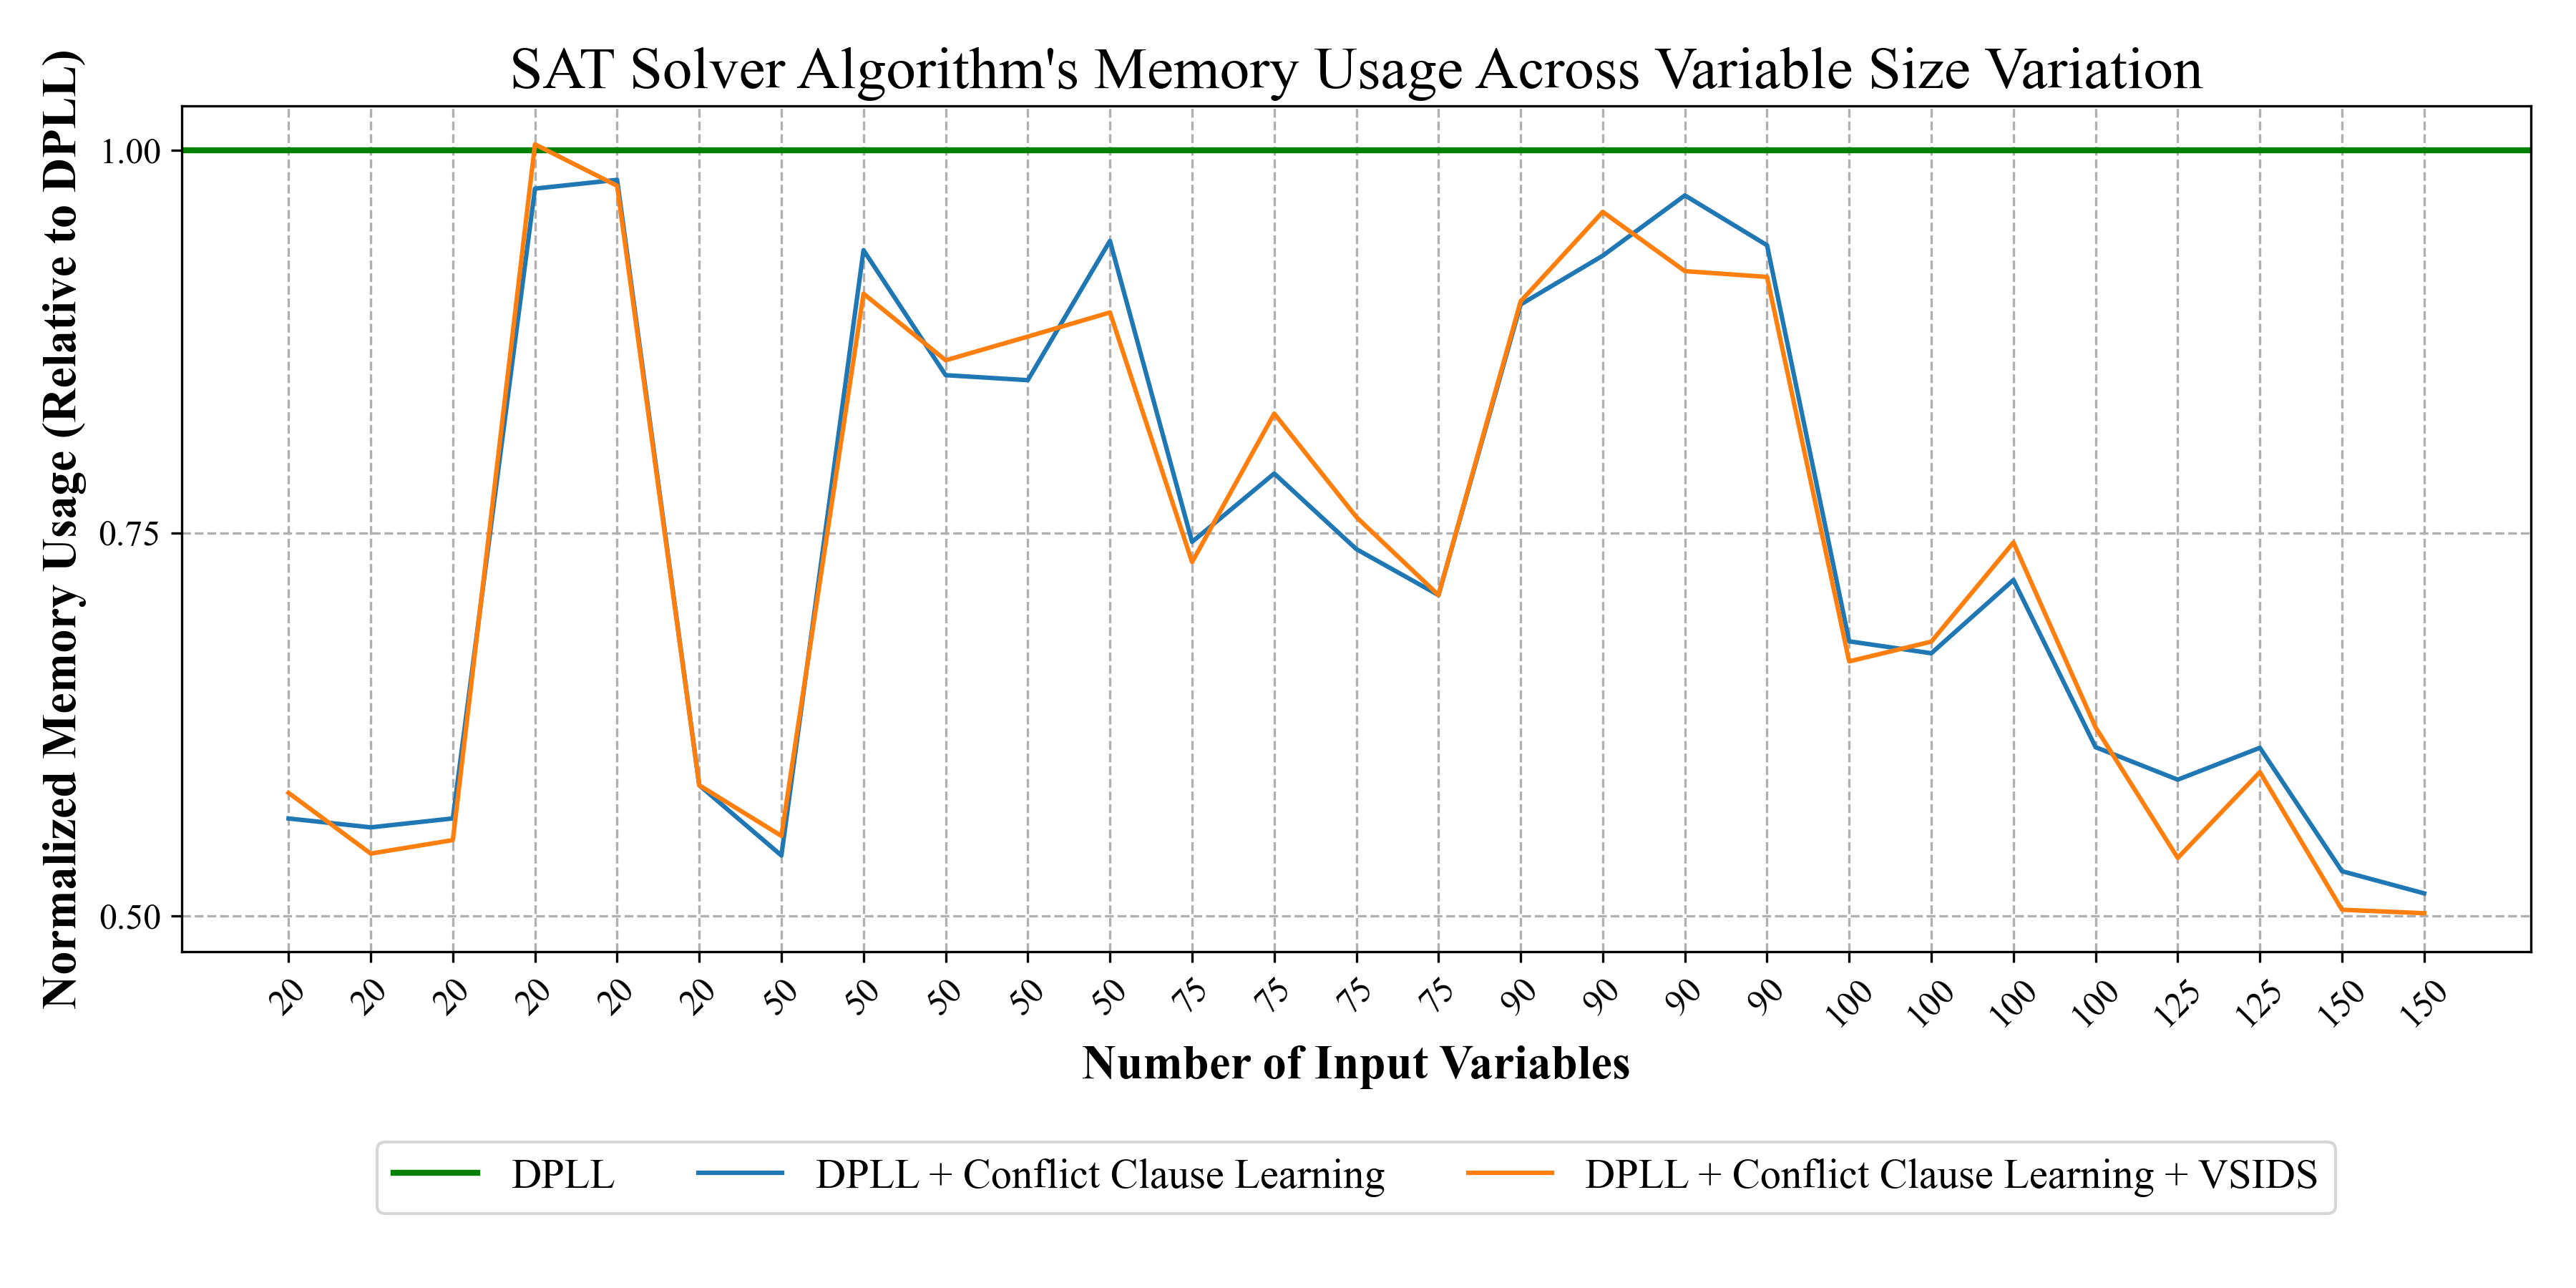 SAT Solver Algorithm's Memory Usage Across Variable Size Variation
Normalized Memory Usage (Relative to DPLL)
1.00
0.75
0.50
20 20 20 20 20 20 50 50 50 50 50 75 75 75 75 90 90 90 90 100 100 100 100 125 125 150 150
Number of Input Variables
DPLL DPLL + Conflict Clause Learning DPLL + Conflict Clause Learning + VSIDS